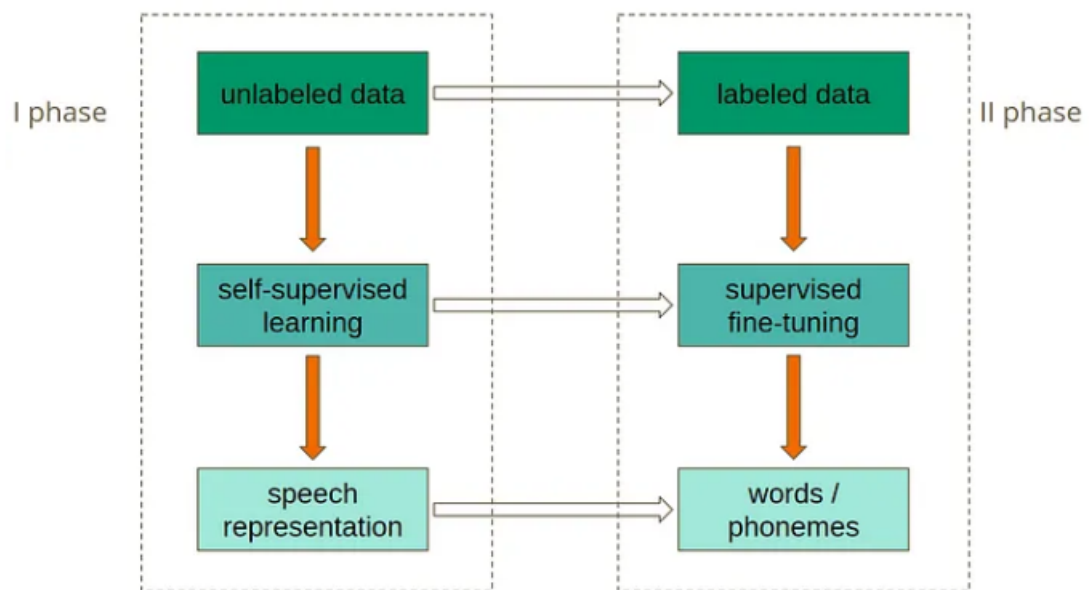 I phase
unlabeled data
labeled data
II phase
self-supervised
learning
supervised
fine-tuning
speech
representation
words /
phonemes